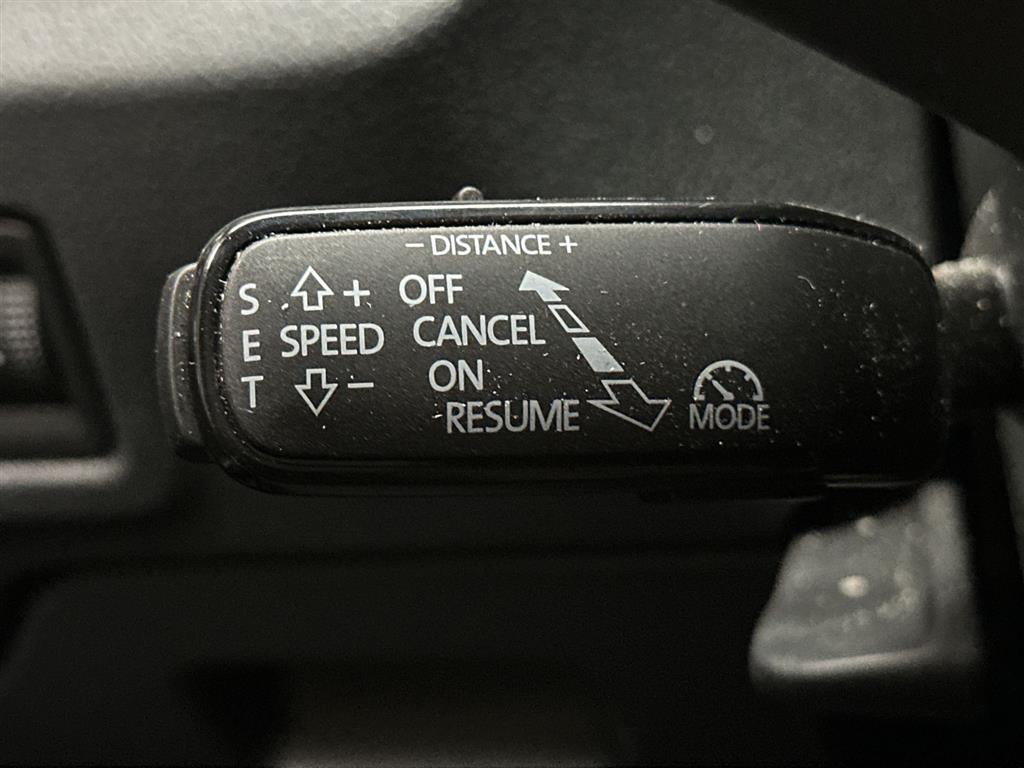 − DISTANCE +
S + OFF
E SPEED CANCEL
T − ON
RESUME MODE